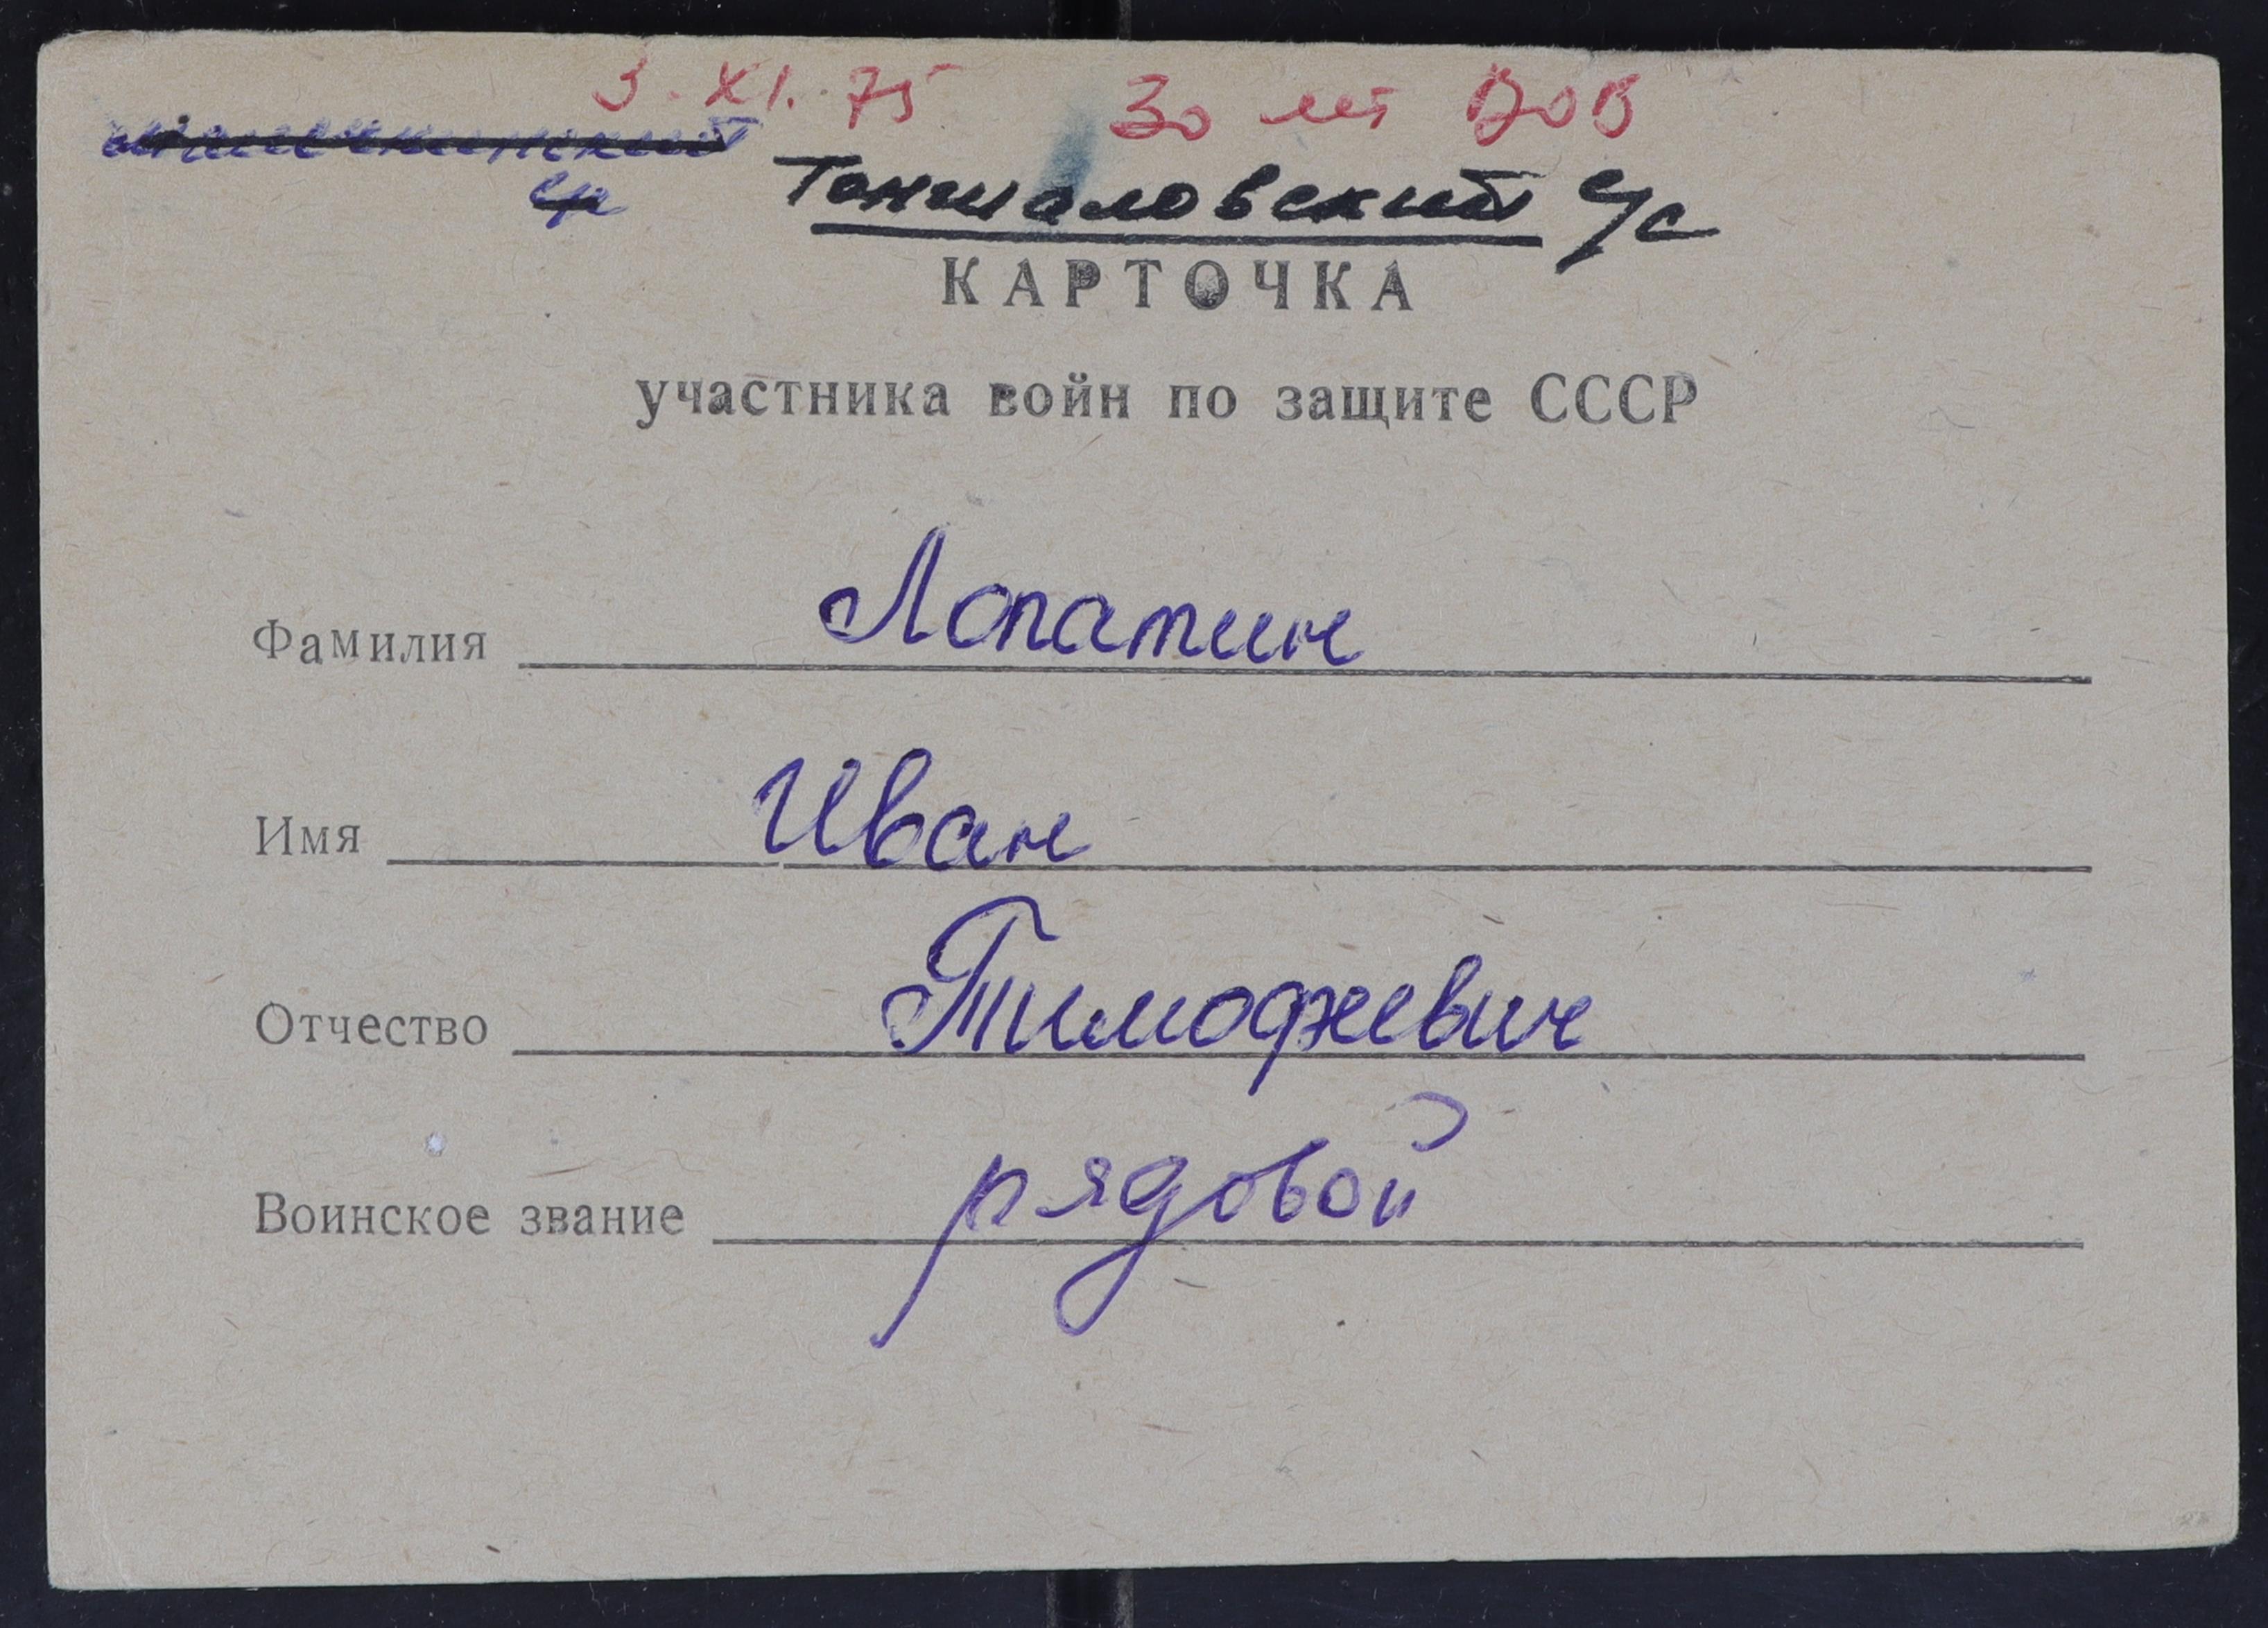 3. XI. 75 30 лет ВОВ
с/с
Тоншаловский с/с
КАРТОЧКА
участника войн по защите СССР
Фамилия Лопатин
Имя Иван
Отчество Тимофеевич
Воинское звание рядовой